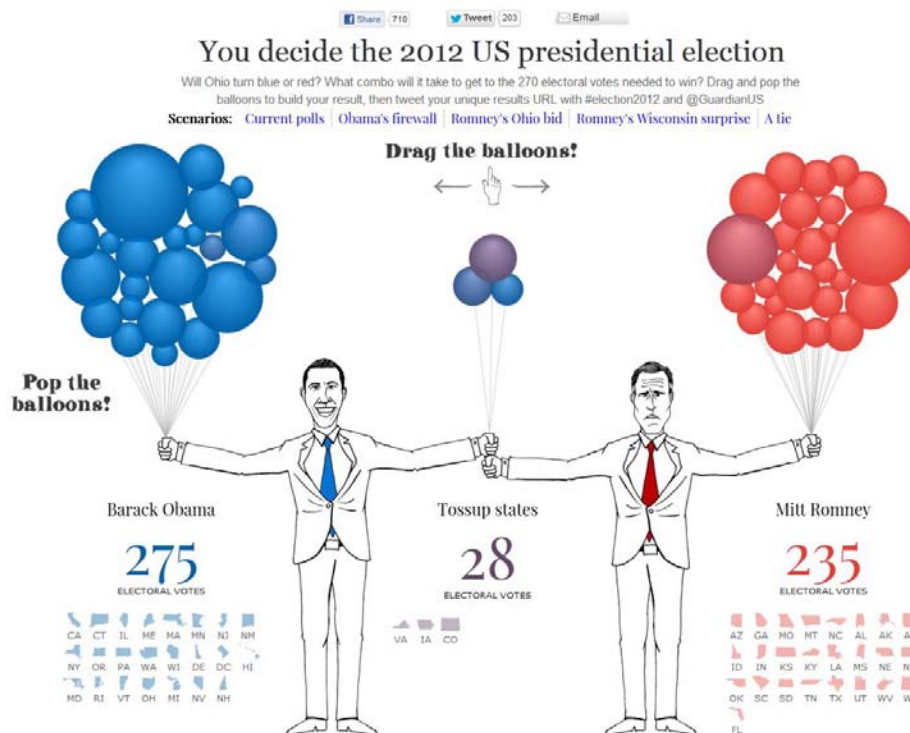 Share 718 Tweet 203 Email
You decide the 2012 US presidential election
Will Ohio turn blue or red? What combo will it take to get to the 270 electoral votes needed to win? Drag and pop the
balloons to build your result, then tweet your unique results URL with #election2012 and @GuardianUS
Scenarios: Current polls Obama's firewall Romney's Ohio bid Romney's Wisconsin surprise A tie
Drag the balloons!
Pop the
balloons!
Barack Obama
275
ELECTORAL VOTES
CA CT IL ME MA MN NJ NM
NY OR PA WA WI DE DC HI
MD RI VT OH MI NV NH
Tossup states
28
ELECTORAL VOTES
VA IA CO
Mitt Romney
235
ELECTORAL VOTES
AZ GA MO MT NC AL AK
ID IN KS KY LA MS NE
OK SC SD TN TX UT WV
FL